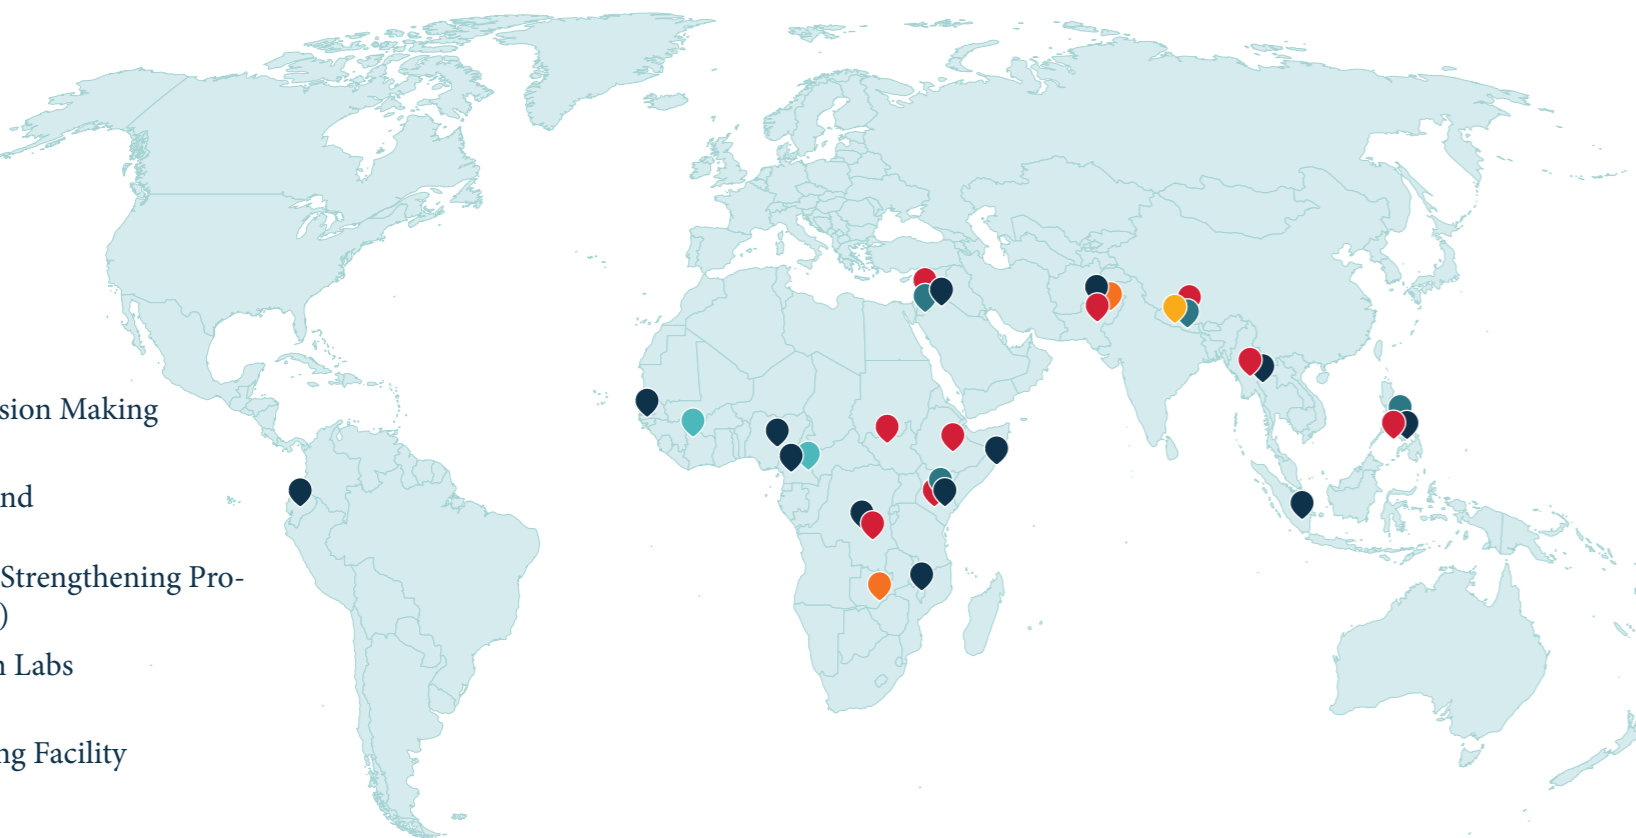 sion Making
nd
Strengthening Pro-
)
Labs
ng Facility